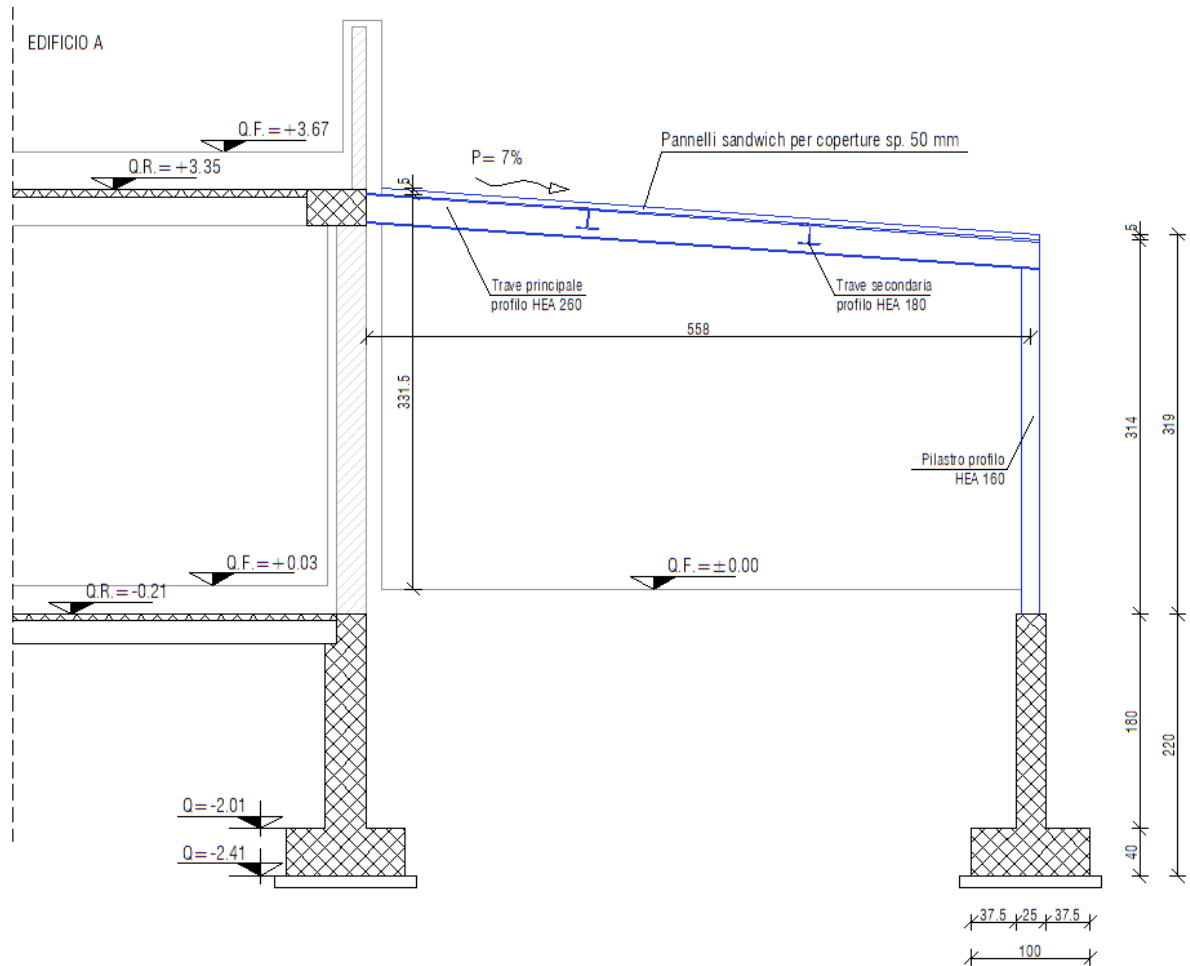 EDIFICIO A
Q.F.=+3.67
Q.R.=+3.35
P= 7%
Pannelli sandwich per coperture sp. 50 mm
5
5
Trave principale
profilo HEA 260
Trave secondaria
profilo HEA 180
558
331.5
314
319
Pilastro profilo
HEA 160
Q.F.=+0.03
Q.F.=±0.00
Q.R.=-0.21
180
220
Q=-2.01
Q=-2.41
40
37.5
25
37.5
100